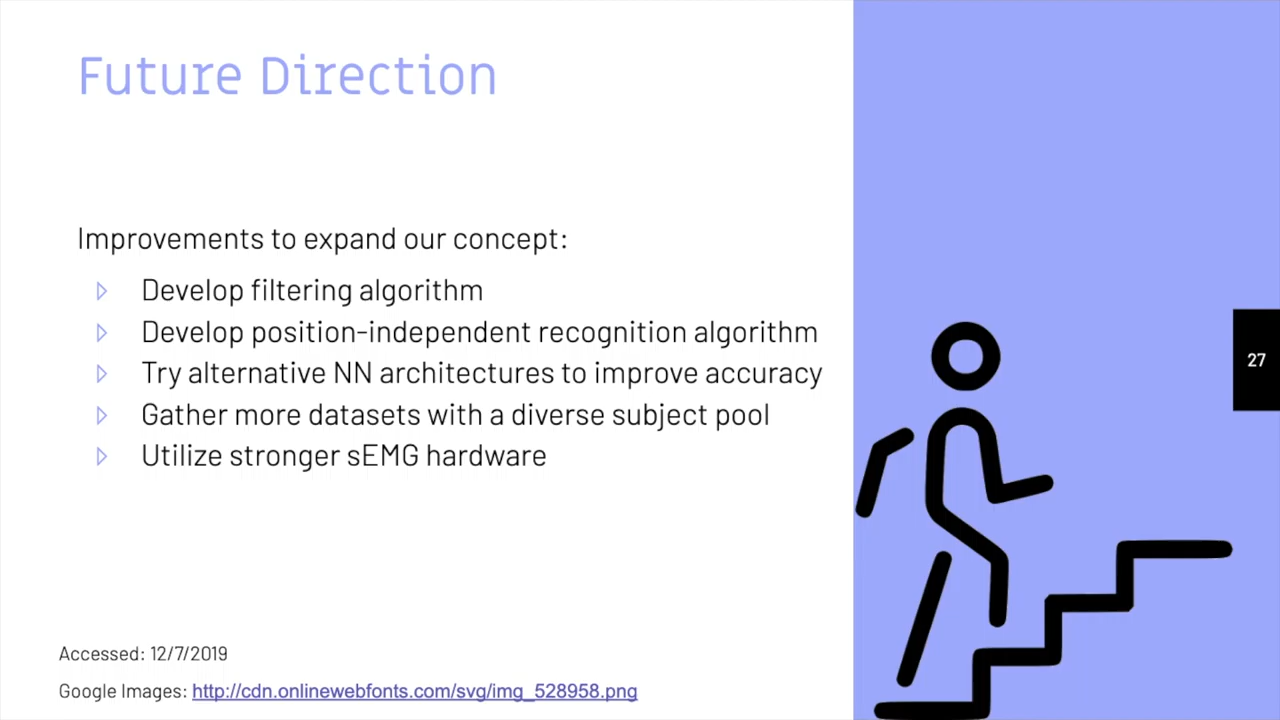 Future Direction
Improvements to expand our concept:
Develop filtering algorithm
Develop position-independent recognition algorithm
Try alternative NN architectures to improve accuracy
Gather more datasets with a diverse subject pool
Utilize stronger sEMG hardware
27
Accessed: 12/7/2019
Google Images: http://cdn.onlinewebfonts.com/svg/img_528958.png